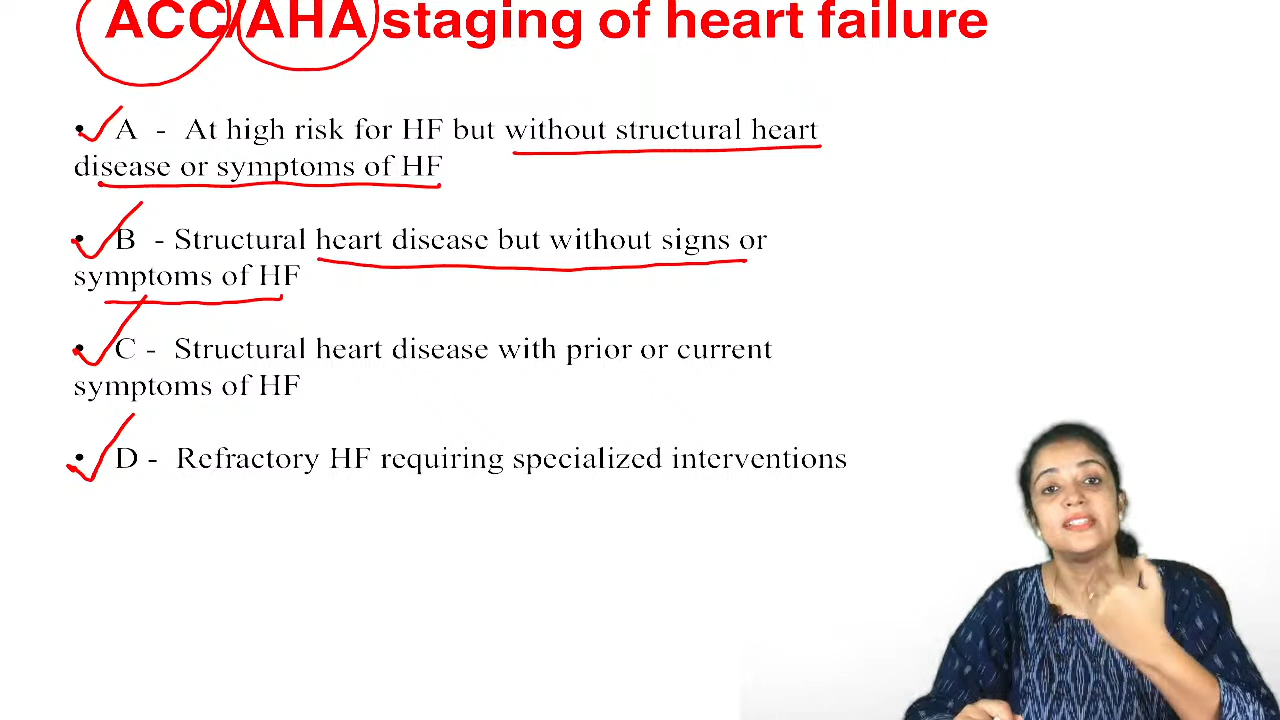 ACC/AHA staging of heart failure
• A - At high risk for HF but without structural heart
disease or symptoms of HF
• B - Structural heart disease but without signs or
symptoms of HF
• C - Structural heart disease with prior or current
symptoms of HF
• D - Refractory HF requiring specialized interventions